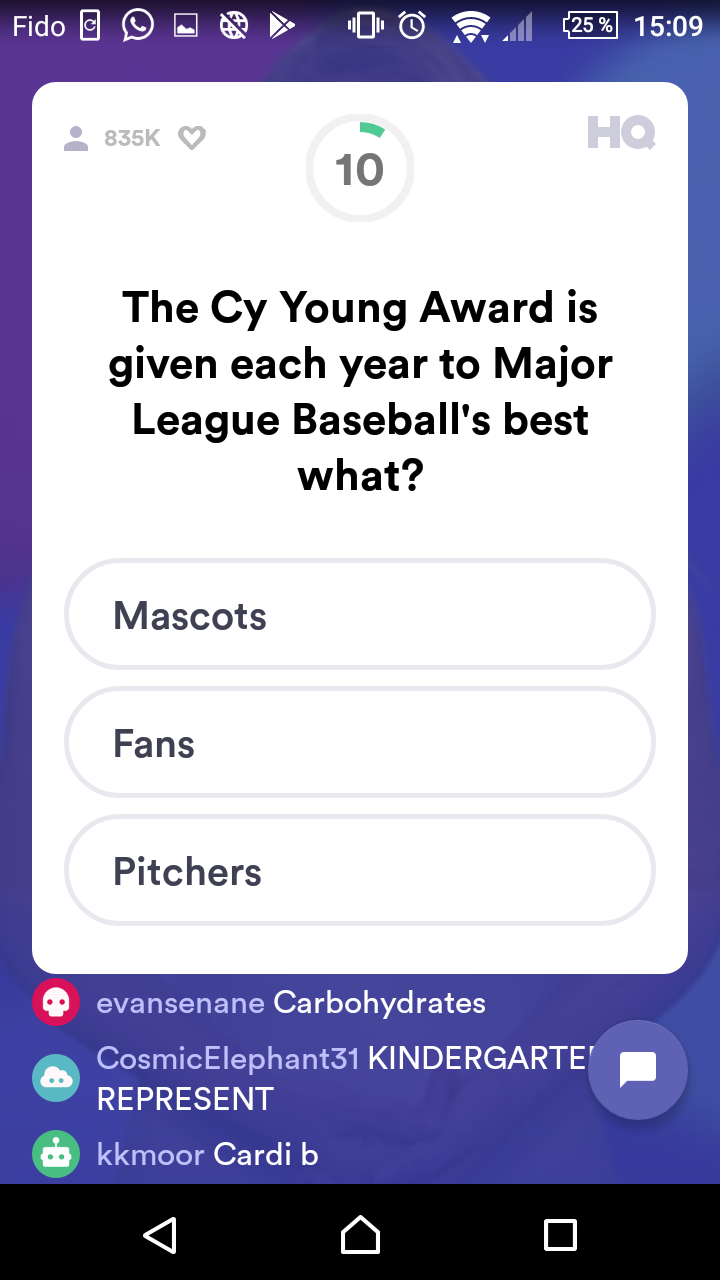 Fido 25 % 15:09
835K 10 HQ
The Cy Young Award is
given each year to Major
League Baseball's best
what?
Mascots
Fans
Pitchers
evansenane Carbohydrates
CosmicElephant31 KINDERGARTE
REPRESENT
kkmoor Cardi b